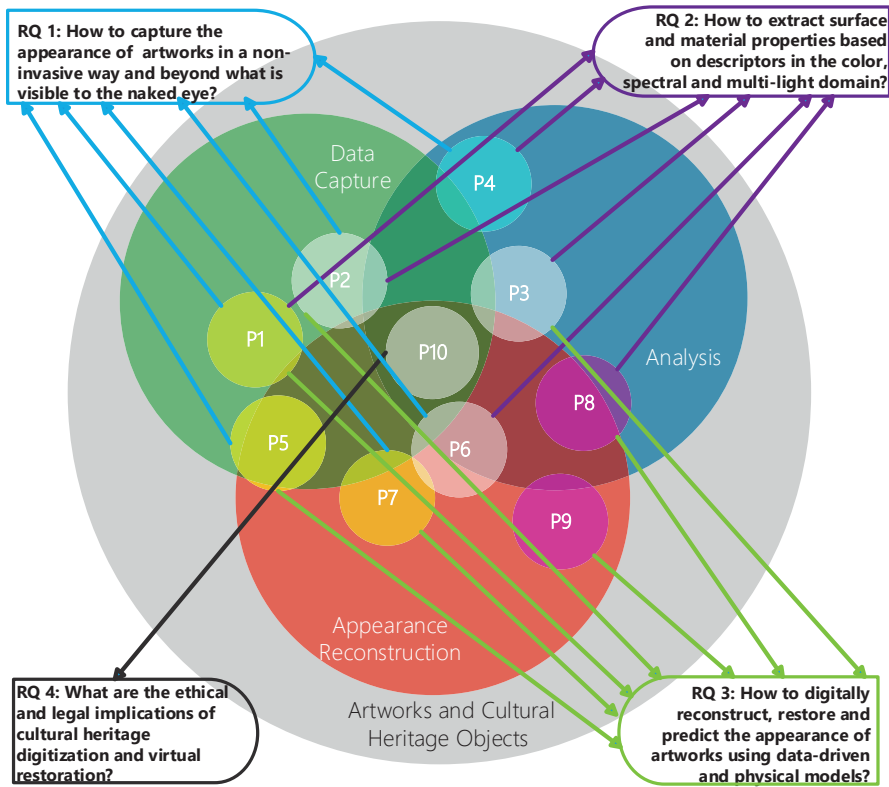 RQ 1: How to capture the
appearance of artworks in a non-
invasive way and beyond what is
visible to the naked eye?
RQ 2: How to extract surface
and material properties based
on descriptors in the color,
spectral and multi-light domain?
Data
Capture
P4
P2
P3
P1
P10
Analysis
P8
P5
P6
P7
P9
Appearance
Reconstruction
Artworks and Cultural
Heritage Objects
RQ 4: What are the ethical
and legal implications of
cultural heritage
digitization and virtual
restoration?
RQ 3: How to digitally
reconstruct, restore and
predict the appearance of
artworks using data-driven
and physical models?